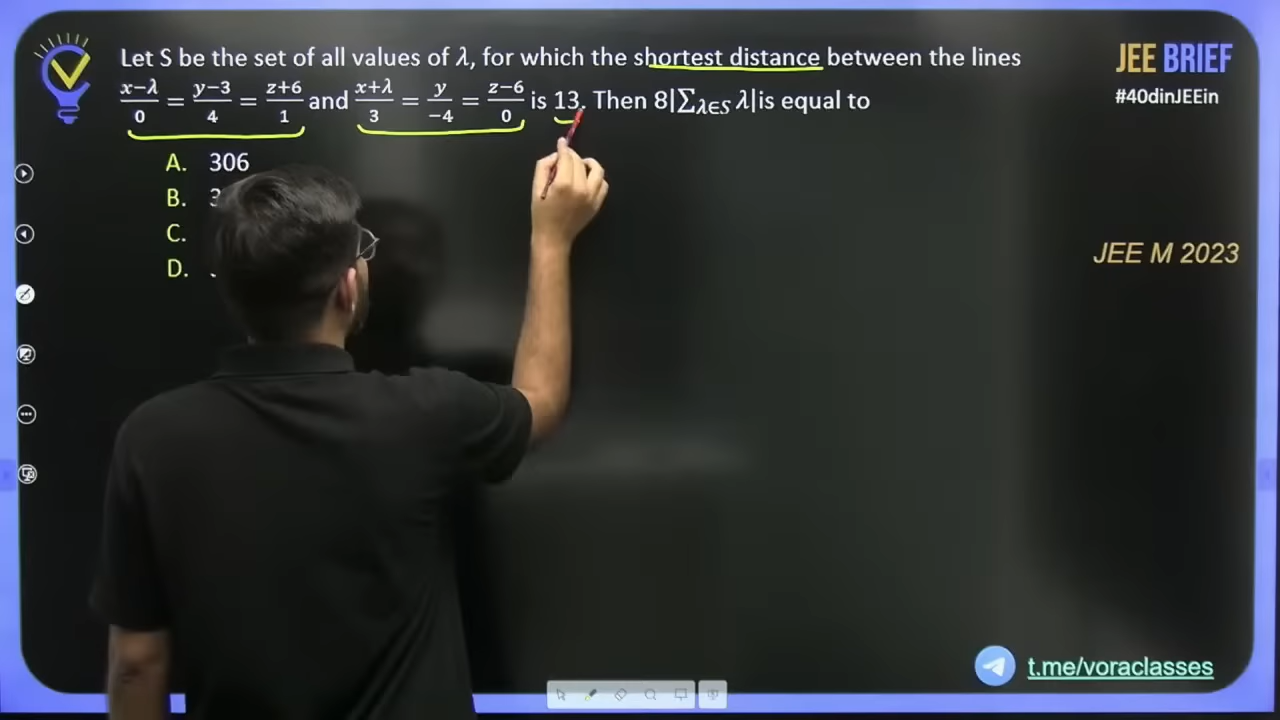 Let S be the set of all values of λ, for which the shortest distance between the lines
(x−λ)/0 = (y−3)/4 = (z+6)/1 and (x+λ)/3 = y/−4 = (z−6)/0 is 13. Then 8|∑λ∈S λ| is equal to
A. 306
B. 3
C.
D.
JEE BRIEF
#40dinJEEin
JEE M 2023
t.me/voraclasses